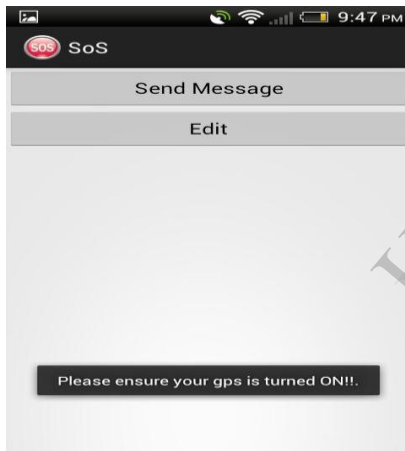 9:47 PM
SOS SoS
Send Message
Edit
Please ensure your gps is turned ON!!.